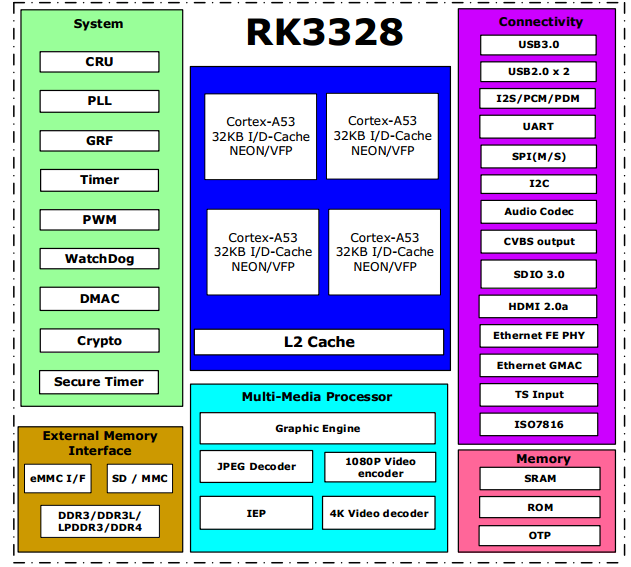 System
CRU
PLL
GRF
Timer
PWM
WatchDog
DMAC
Crypto
Secure Timer
External Memory
Interface
eMMC I/F
SD / MMC
DDR3/DDR3L/
LPDDR3/DDR4
RK3328
Cortex-A53
32KB I/D-Cache
NEON/VFP
Cortex-A53
32KB I/D-Cache
NEON/VFP
Cortex-A53
32KB I/D-Cache
NEON/VFP
Cortex-A53
32KB I/D-Cache
NEON/VFP
L2 Cache
Multi-Media Processor
Graphic Engine
JPEG Decoder
1080P Video
encoder
IEP
4K Video decoder
Connectivity
USB3.0
USB2.0 x 2
I2S/PCM/PDM
UART
SPI(M/S)
I2C
Audio Codec
CVBS output
SDIO 3.0
HDMI 2.0a
Ethernet FE PHY
Ethernet GMAC
TS Input
ISO7816
Memory
SRAM
ROM
OTP